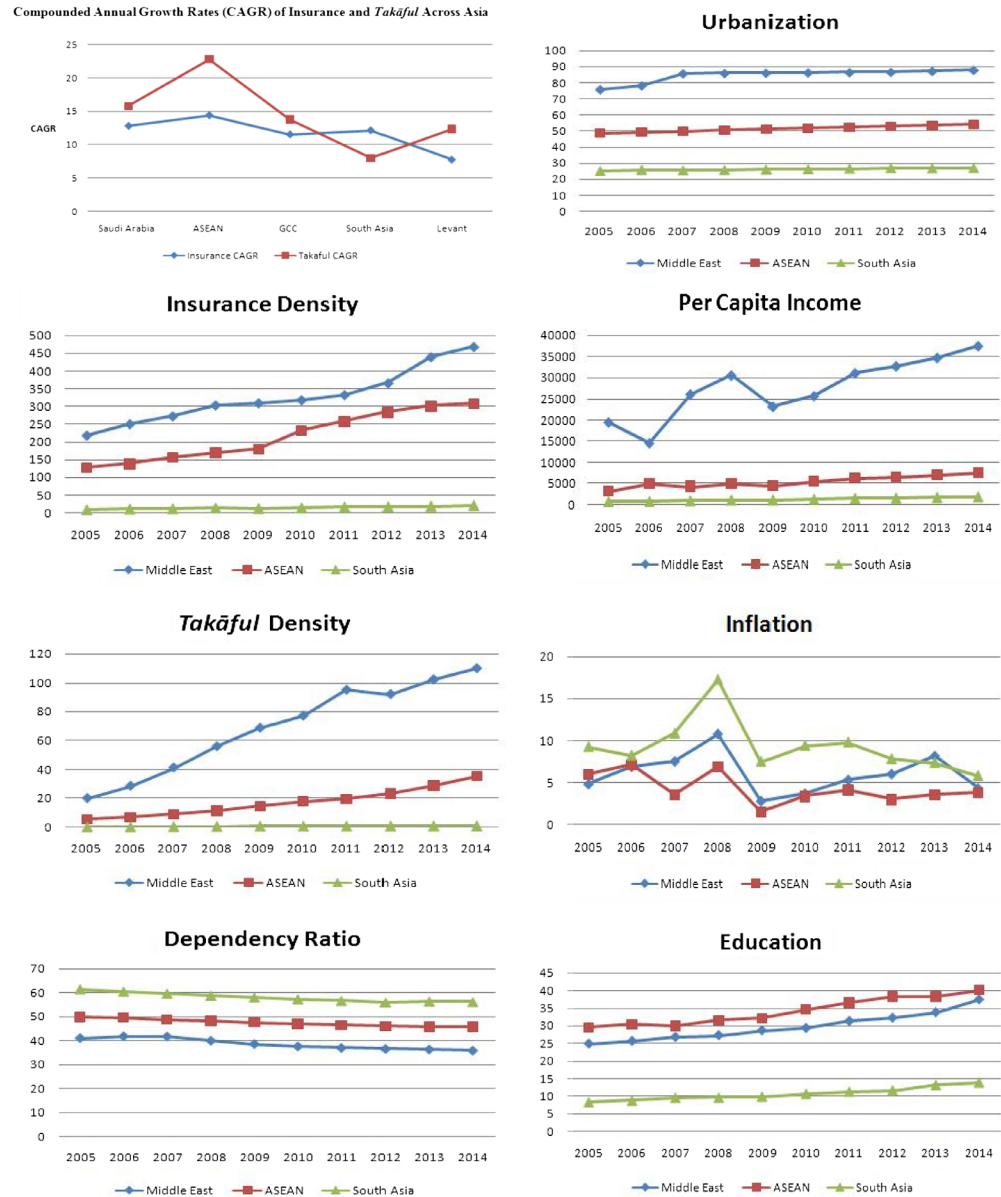 Compounded Annual Growth Rates (CAGR) of Insurance and Takāful Across Asia
25
20
15
10
5
0
CAGR
Saudi Arabia ASEAN GCC South Asia Levant
Insurance CAGR Takaful CAGR
Urbanization
100
90
80
70
60
50
40
30
20
10
0
2005 2006 2007 2008 2009 2010 2011 2012 2013 2014
Middle East ASEAN South Asia
Insurance Density
500
450
400
350
300
250
200
150
100
50
0
2005 2006 2007 2008 2009 2010 2011 2012 2013 2014
Middle East ASEAN South Asia
Per Capita Income
40000
35000
30000
25000
20000
15000
10000
5000
0
2005 2006 2007 2008 2009 2010 2011 2012 2013 2014
Middle East ASEAN South Asia
Takāful Density
120
100
80
60
40
20
0
2005 2006 2007 2008 2009 2010 2011 2012 2013 2014
Middle East ASEAN South Asia
Inflation
20
15
10
5
0
2005 2006 2007 2008 2009 2010 2011 2012 2013 2014
Middle East ASEAN South Asia
Dependency Ratio
70
60
50
40
30
20
10
0
2005 2006 2007 2008 2009 2010 2011 2012 2013 2014
Middle East ASEAN South Asia
Education
45
40
35
30
25
20
15
10
5
0
2005 2006 2007 2008 2009 2010 2011 2012 2013 2014
Middle East ASEAN South Asia